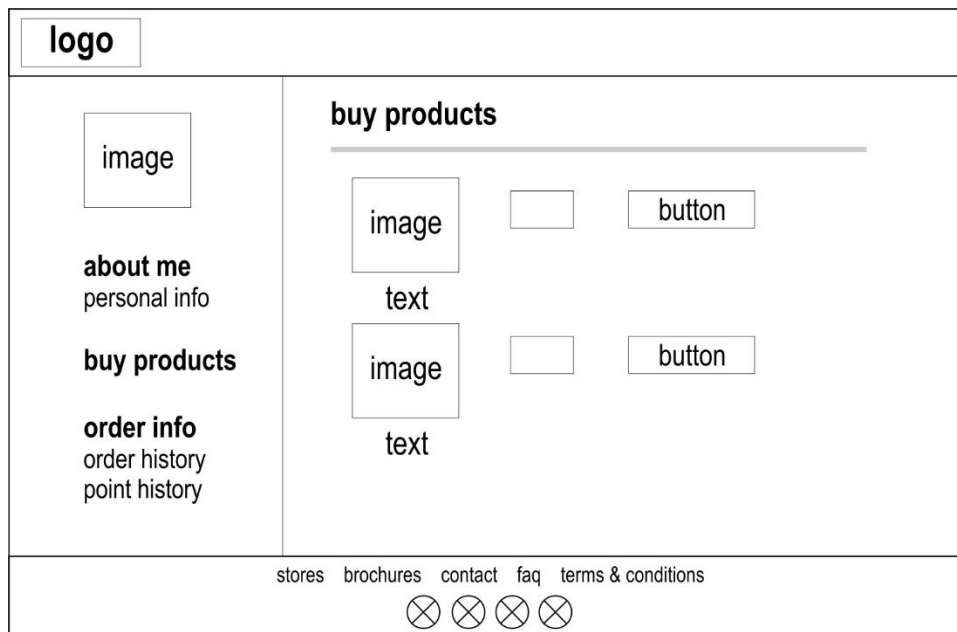 logo
image
about me
personal info
buy products
order info
order history
point history
buy products
image
button
text
image
button
text
stores brochures contact faq terms & conditions